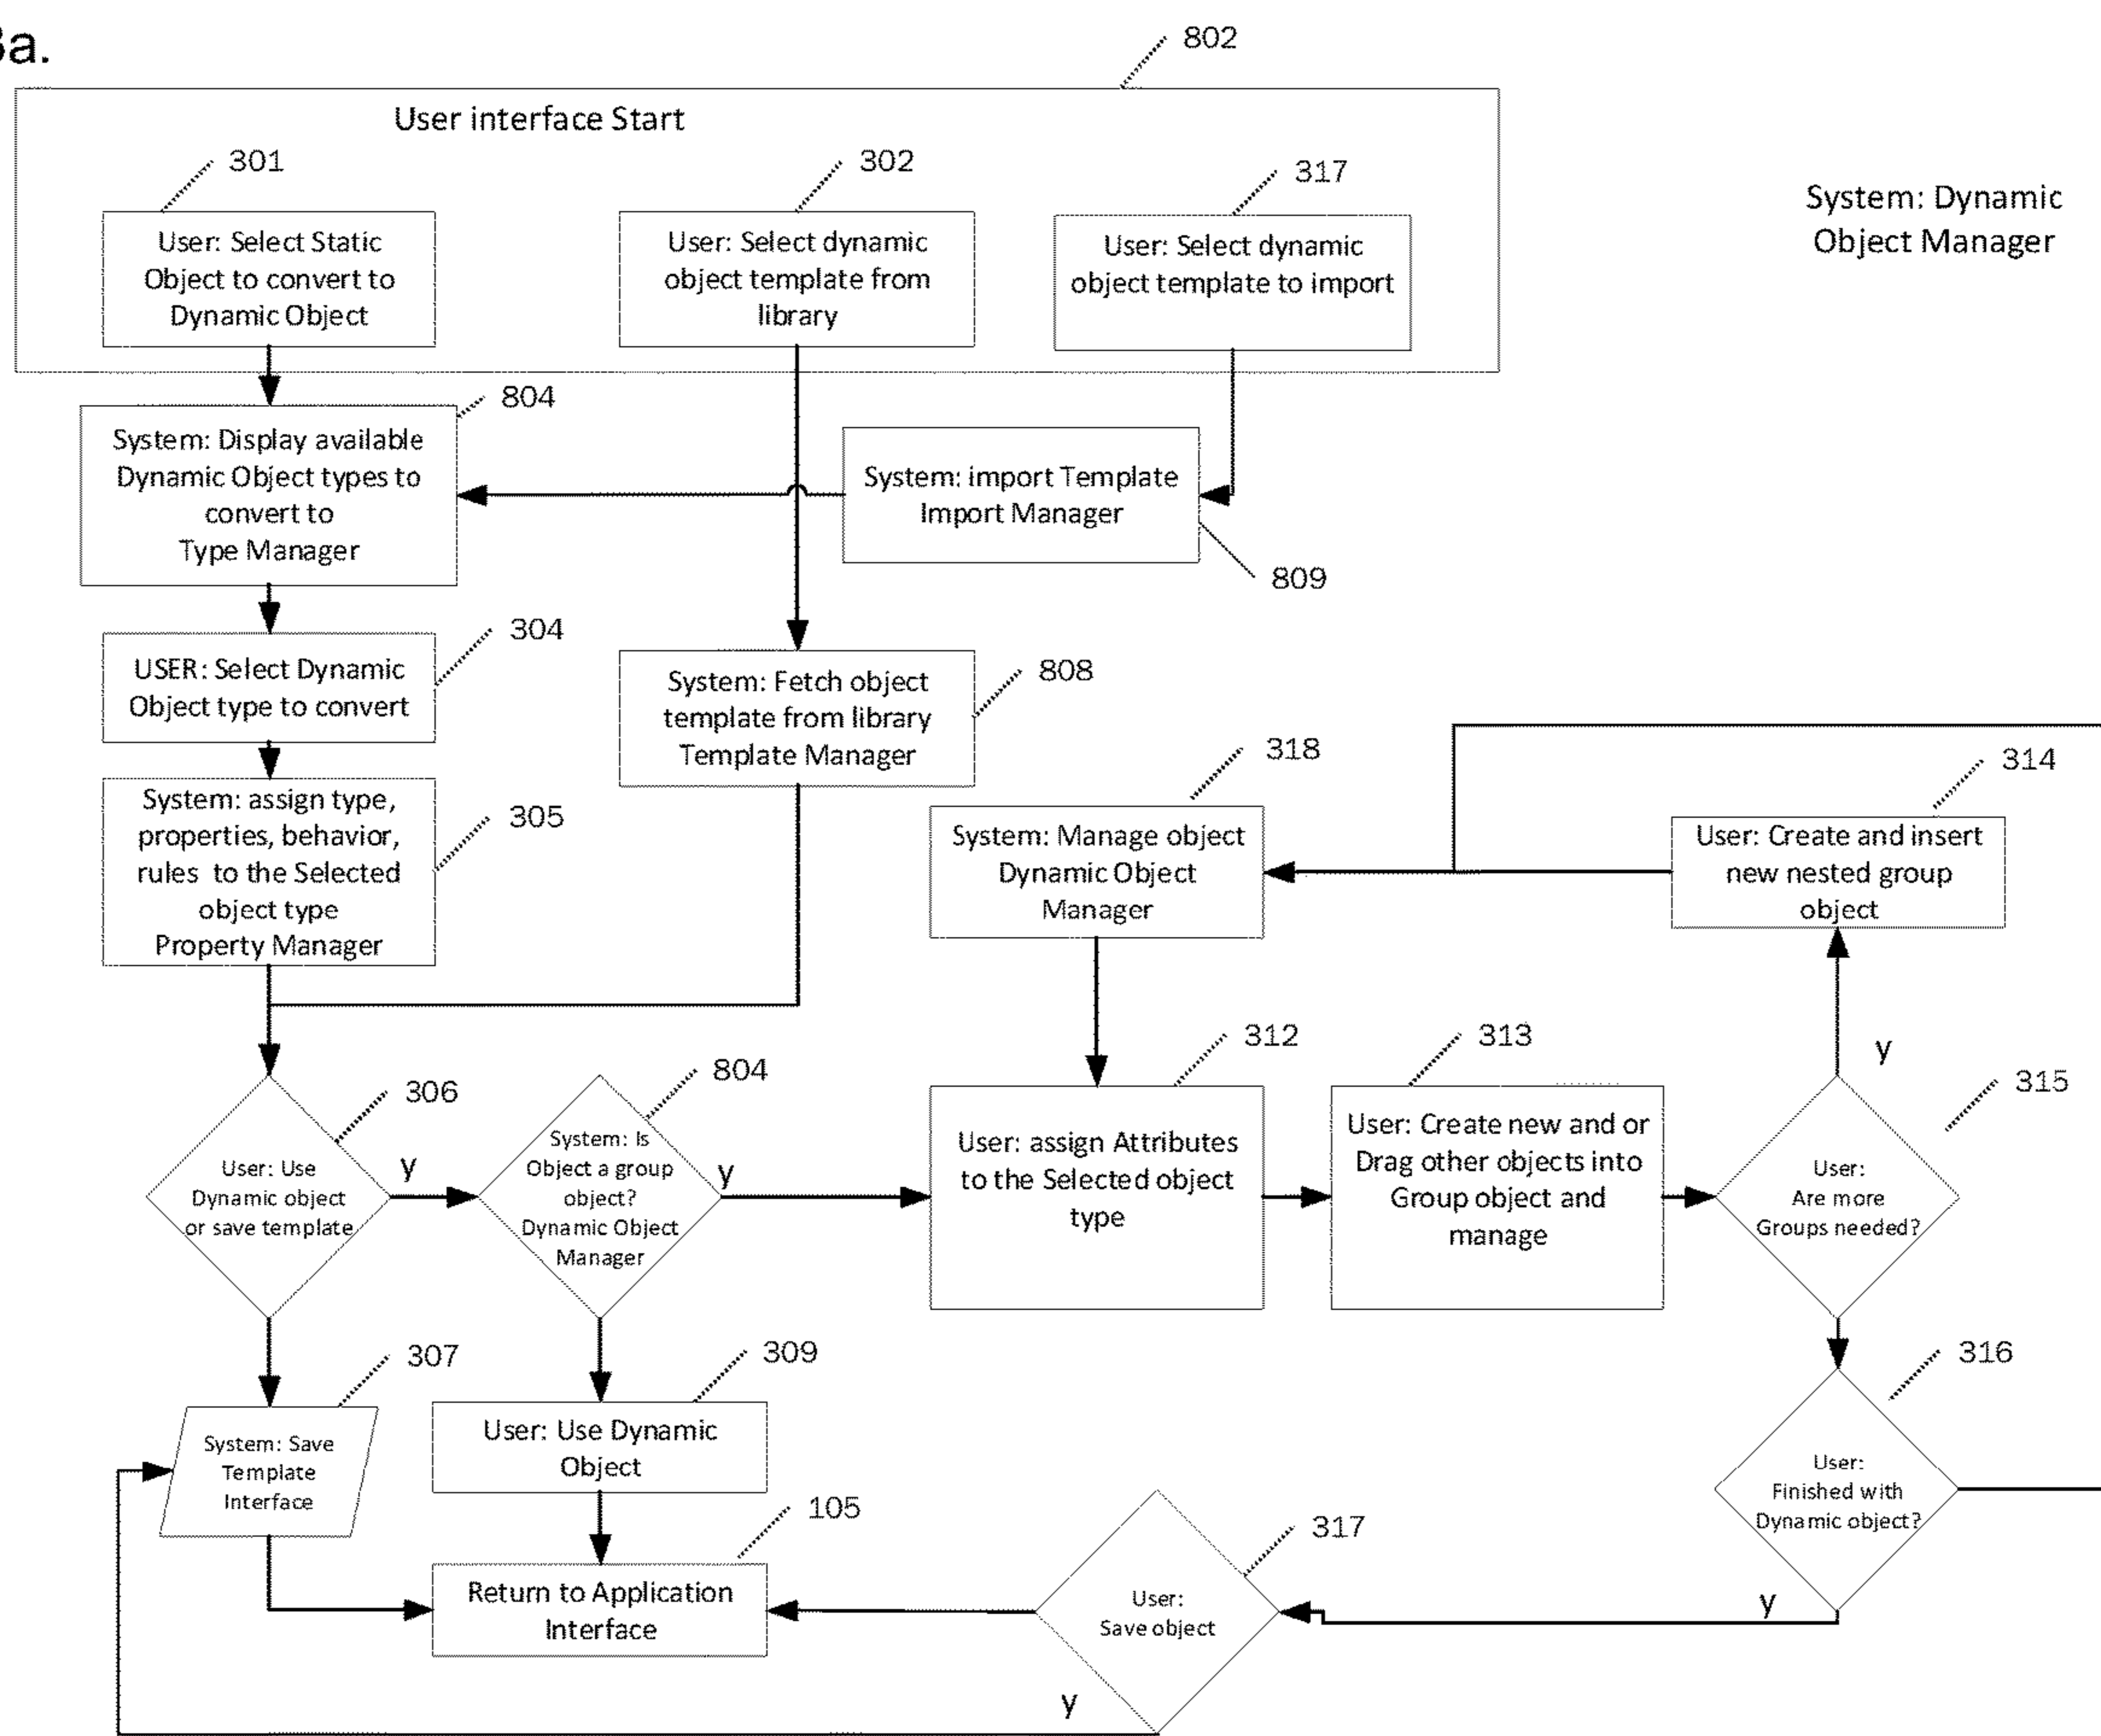 3a.
802
User interface Start
301
302
317
User: Select Static
Object to convert to
Dynamic Object
User: Select dynamic
object template from
library
User: Select dynamic
object template to import
System: Dynamic
Object Manager
804
System: Display available
Dynamic Object types to
convert to
Type Manager
System: import Template
Import Manager
809
304
USER: Select Dynamic
Object type to convert
808
System: Fetch object
template from library
Template Manager
305
System: assign type,
properties, behavior,
rules to the Selected
object type
Property Manager
318
System: Manage object
Dynamic Object
Manager
314
User: Create and insert
new nested group
object
306
User: Use
Dynamic object
or save template
y
804
System: Is
Object a group
object?
Dynamic Object
Manager
y
312
User: assign Attributes
to the Selected object
type
313
User: Create new and or
Drag other objects into
Group object and
manage
y
315
User:
Are more
Groups needed?
307
System: Save
Template
Interface
309
User: Use Dynamic
Object
316
User:
Finished with
Dynamic object?
105
Return to Application
Interface
317
User:
Save object
y
y